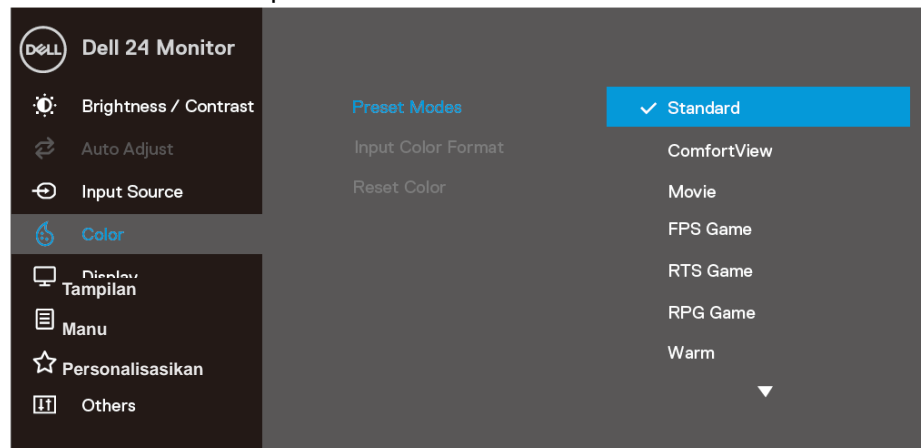 DELL Dell 24 Monitor
Brightness / Contrast
Auto Adjust
Input Source
Color
Display
Tampilan
Manu
Personalisasikan
Others
Preset Modes
Input Color Format
Reset Color
Standard
ComfortView
Movie
FPS Game
RTS Game
RPG Game
Warm